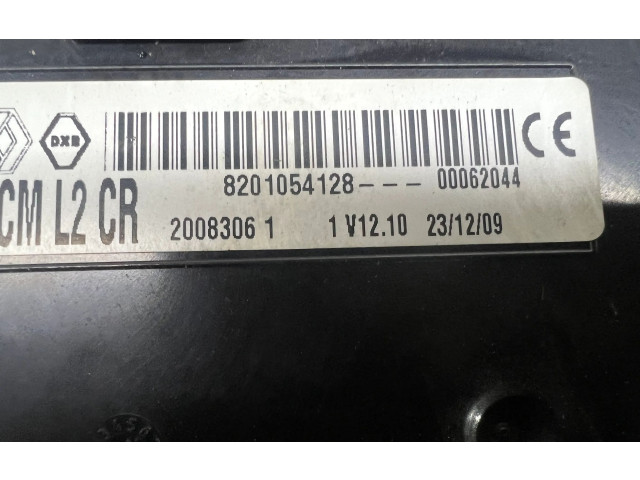 DXB
CE
8201054128--- 00062044
CM L2 CR
2008306 1 1 V12.10 23/12/09